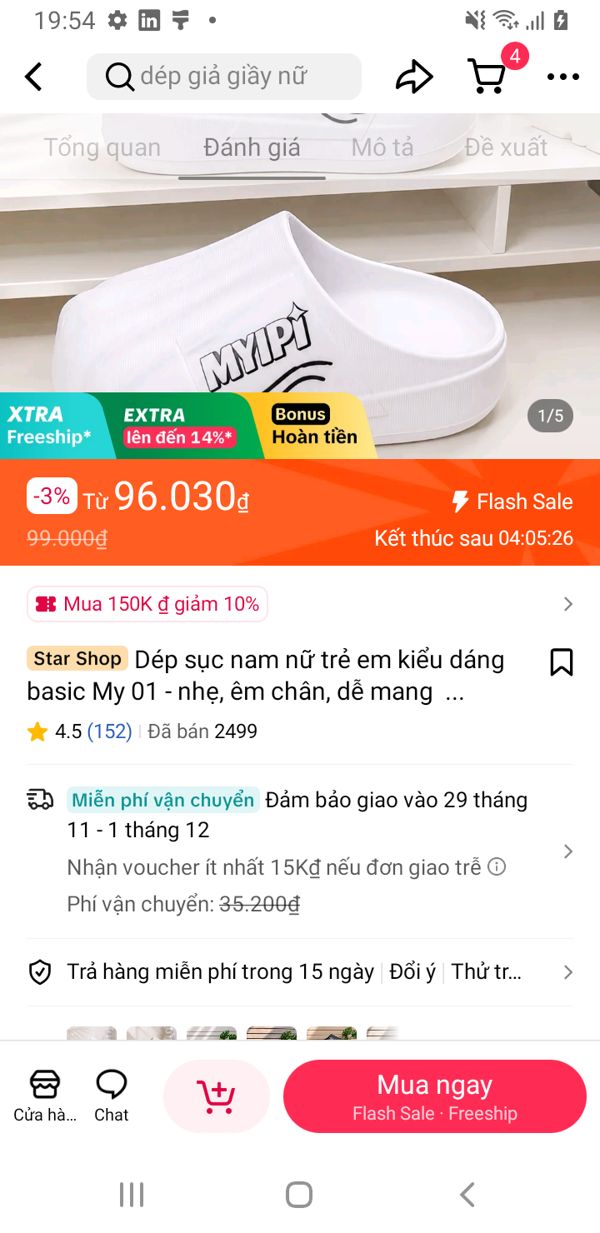 19:54
4
dép giả giầy nữ
Tổng quan
Đánh giá
Mô tả
Đề xuất
MYIPI
XTRA
Freeship*
EXTRA
lên đến 14%*
Bonus
Hoàn tiền
1/5
-3% Từ 96.030₫
Flash Sale
99.000₫
Kết thúc sau 04:05:26
Mua 150K ₫ giảm 10%
Star Shop Dép sục nam nữ trẻ em kiểu dáng
basic My 01 - nhẹ, êm chân, dễ mang ...
4.5 (152) Đã bán 2499
Miễn phí vận chuyển Đảm bảo giao vào 29 tháng
11 - 1 tháng 12
Nhận voucher ít nhất 15K₫ nếu đơn giao trễ
Phí vận chuyển: 35.200₫
Trả hàng miễn phí trong 15 ngày Đổi ý Thử tr...
Cửa hà...
Chat
Mua ngay
Flash Sale · Freeship